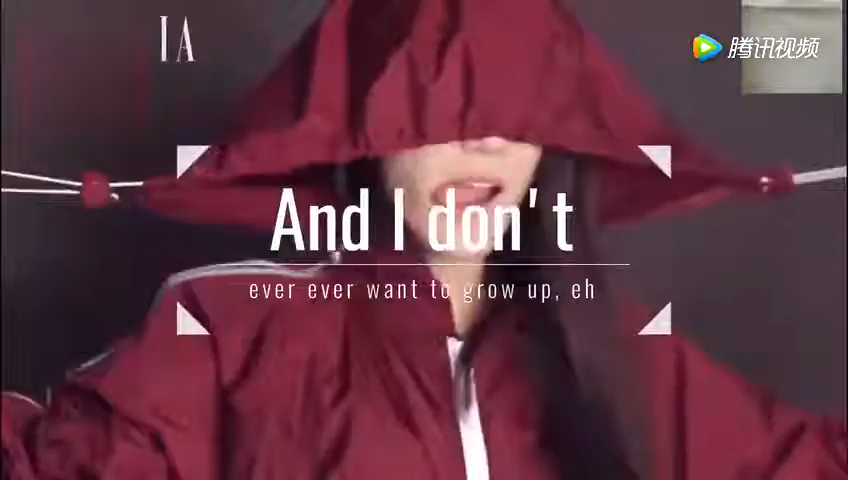 IA
腾讯视频
And I don't
ever ever want to grow up, eh